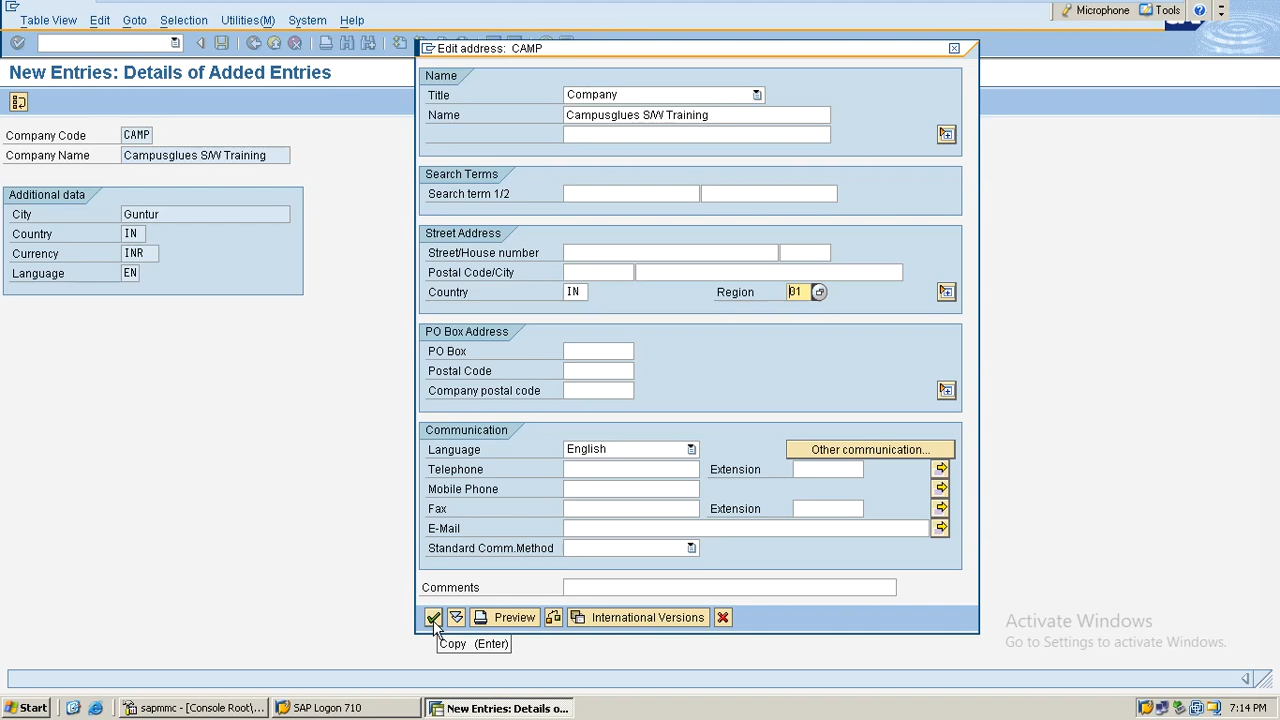 Table View Edit Goto Selection Utilities(M) System Help
Microphone Tools
New Entries: Details of Added Entries
Company Code CAMP
Company Name Campusglues S/W Training
Additional data
City Guntur
Country IN
Currency INR
Language EN
Edit address: CAMP
Name
Title Company
Name Campusglues S/W Training
Search Terms
Search term 1/2
Street Address
Street/House number
Postal Code/City
Country IN Region 01
PO Box Address
PO Box
Postal Code
Company postal code
Communication
Language English Other communication...
Telephone Extension
Mobile Phone
Fax Extension
E-Mail
Standard Comm.Method
Comments
Preview International Versions
Copy (Enter)
Activate Windows
Go to Settings to activate Windows.
Start sapmmc - [Console Root\... SAP Logon 710 New Entries: Details o... 7:14 PM